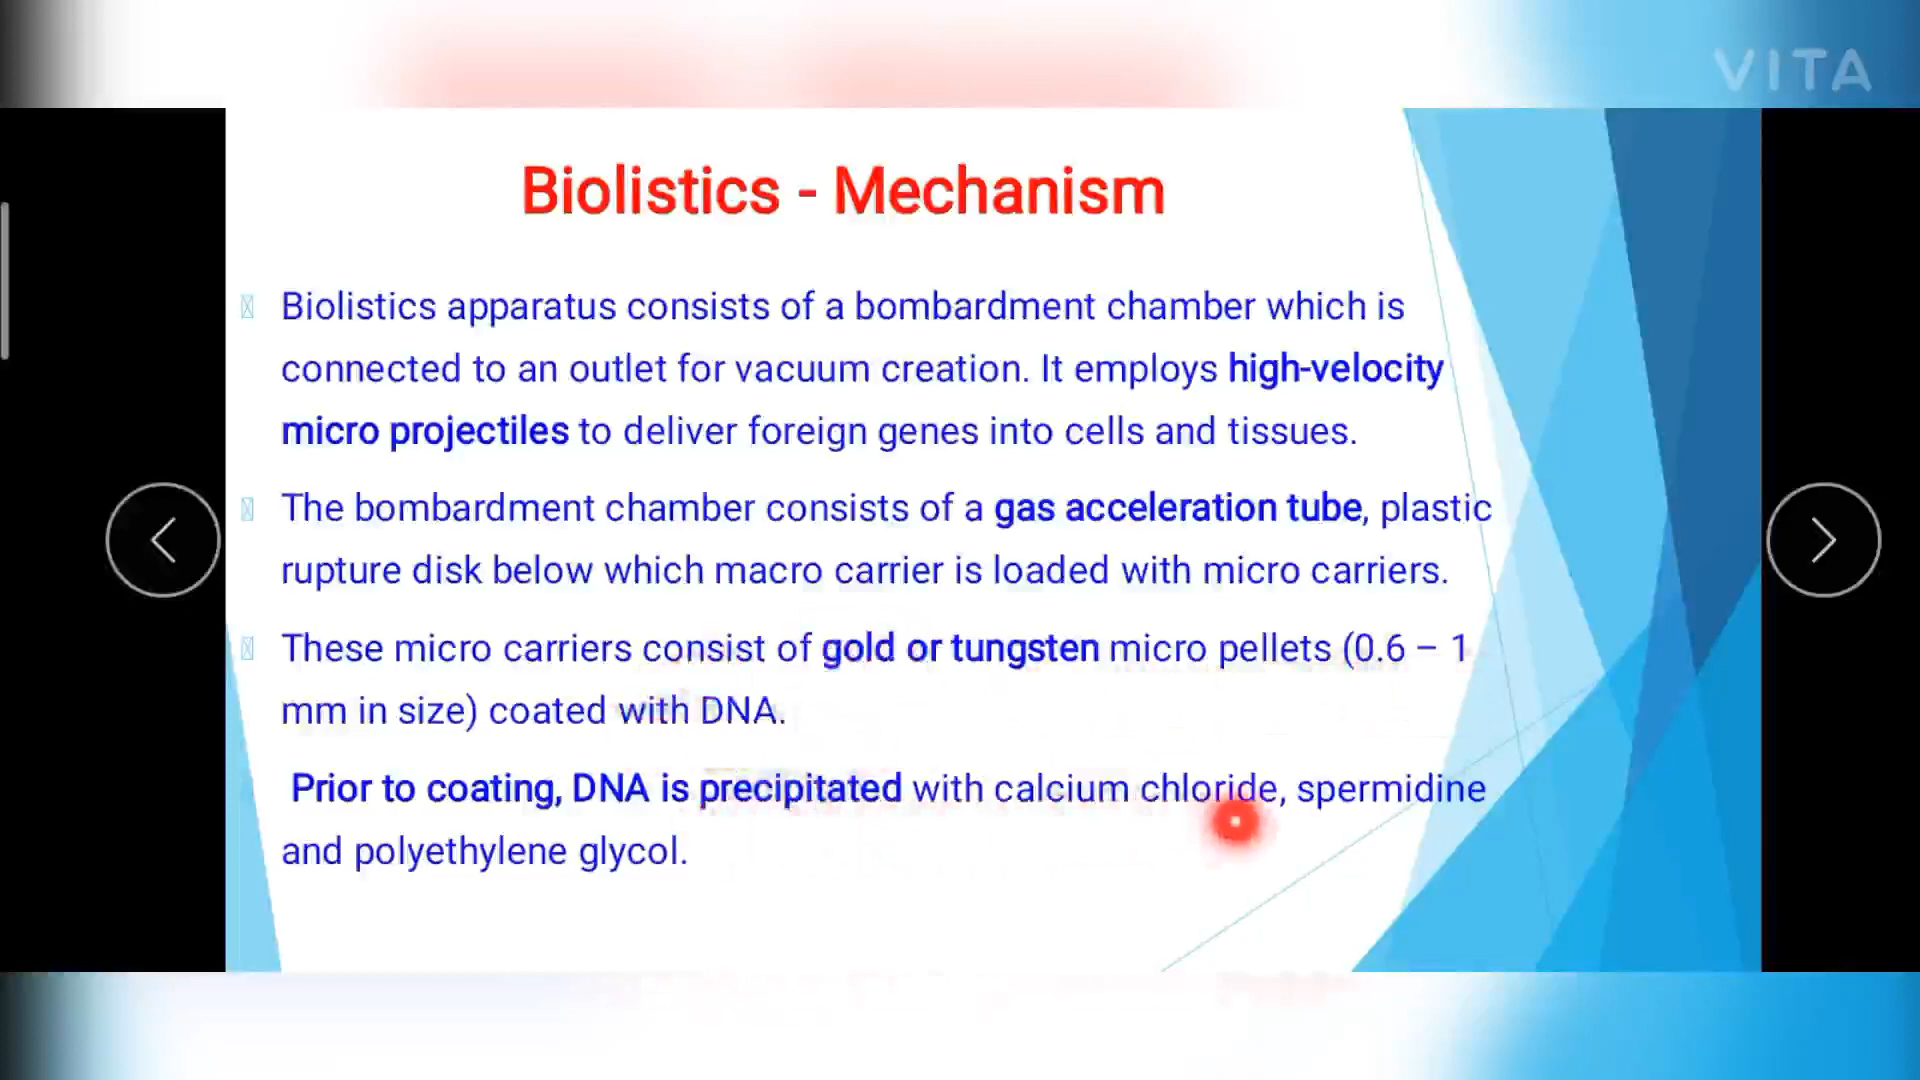 VITA
Biolistics - Mechanism
Biolistics apparatus consists of a bombardment chamber which is
connected to an outlet for vacuum creation. It employs high-velocity
micro projectiles to deliver foreign genes into cells and tissues.
The bombardment chamber consists of a gas acceleration tube, plastic
rupture disk below which macro carrier is loaded with micro carriers.
These micro carriers consist of gold or tungsten micro pellets (0.6 – 1
mm in size) coated with DNA.
Prior to coating, DNA is precipitated with calcium chloride, spermidine
and polyethylene glycol.